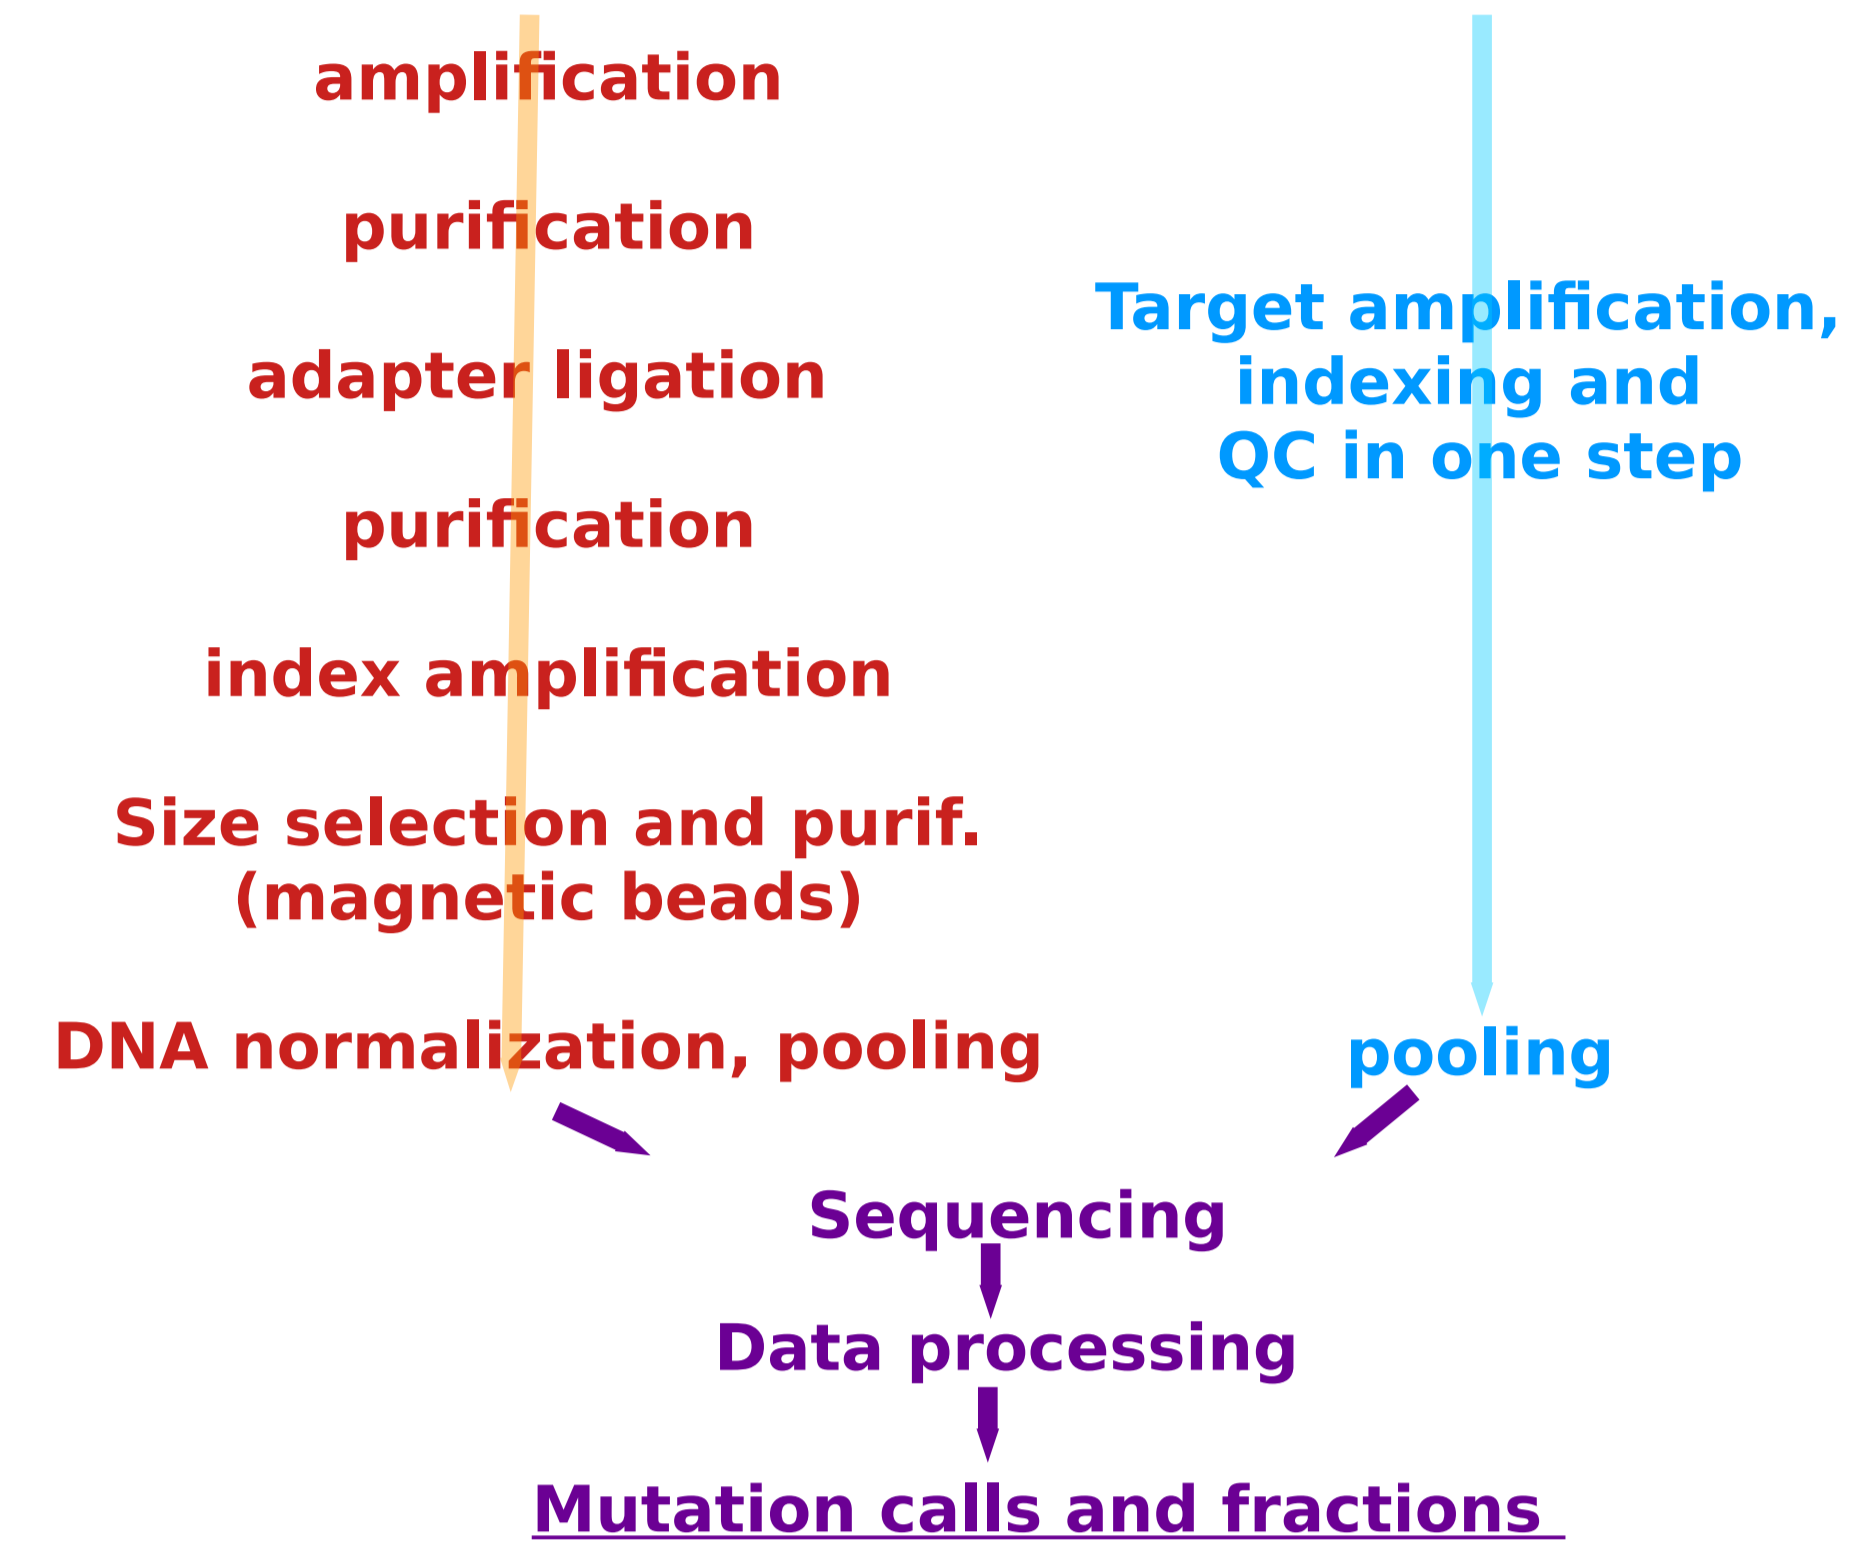 amplification
purification
adapter ligation
purification
index amplification
Size selection and purif.
(magnetic beads)
DNA normalization, pooling
Target amplification,
indexing and
QC in one step
pooling
Sequencing
Data processing
Mutation calls and fractions